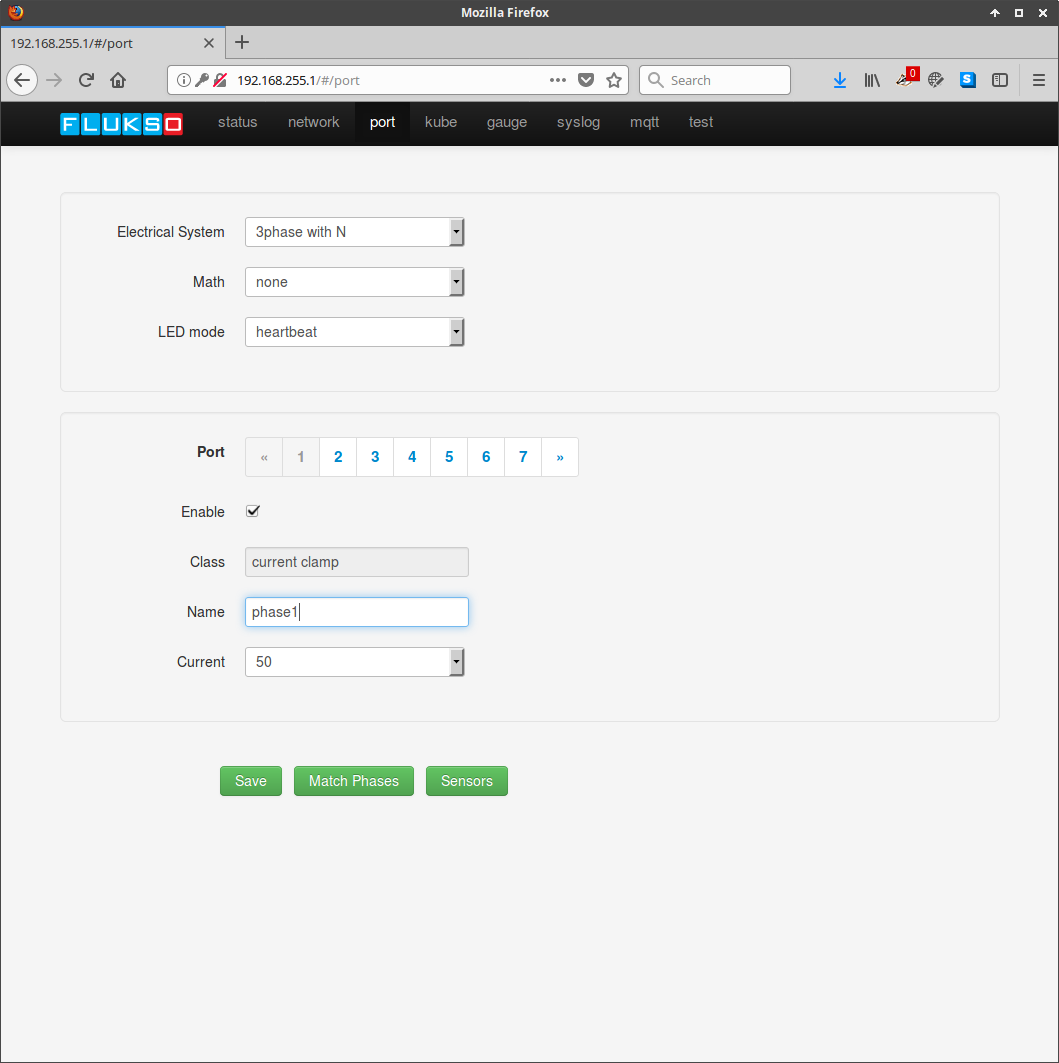 Mozilla Firefox
192.168.255.1/#/port
192.168.255.1/#/port
Search
0
S
FLUKSO status network port kube gauge syslog mqtt test
Electrical System 3phase with N
Math none
LED mode heartbeat
Port « 1 2 3 4 5 6 7 »
Enable
Class current clamp
Name phase1
Current 50
Save Match Phases Sensors